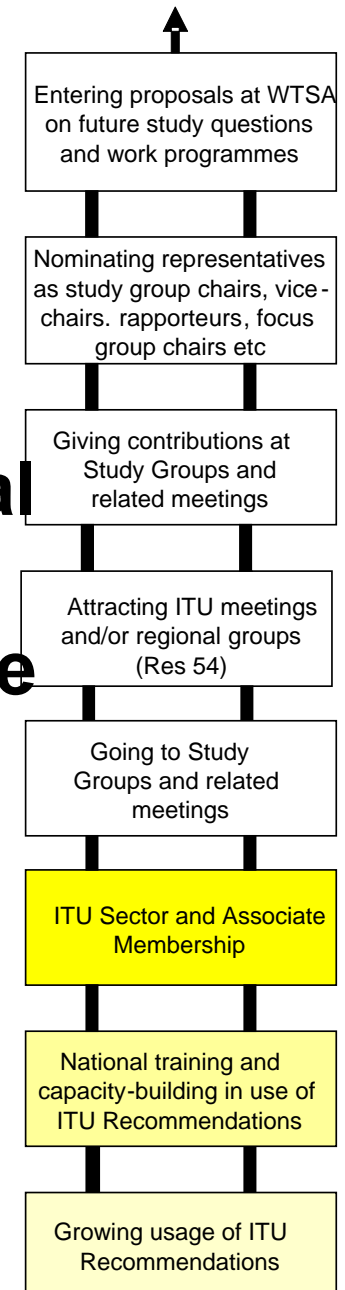 Entering proposals at WTSA
on future study questions
and work programmes
Nominating representatives
as study group chairs, vice-
chairs. rapporteurs, focus
group chairs etc
Giving contributions at
Study Groups and
related meetings
al
Attracting ITU meetings
and/or regional groups
(Res 54)
e
Going to Study
Groups and related
meetings
ITU Sector and Associate
Membership
National training and
capacity-building in use of
ITU Recommendations
Growing usage of ITU
Recommendations